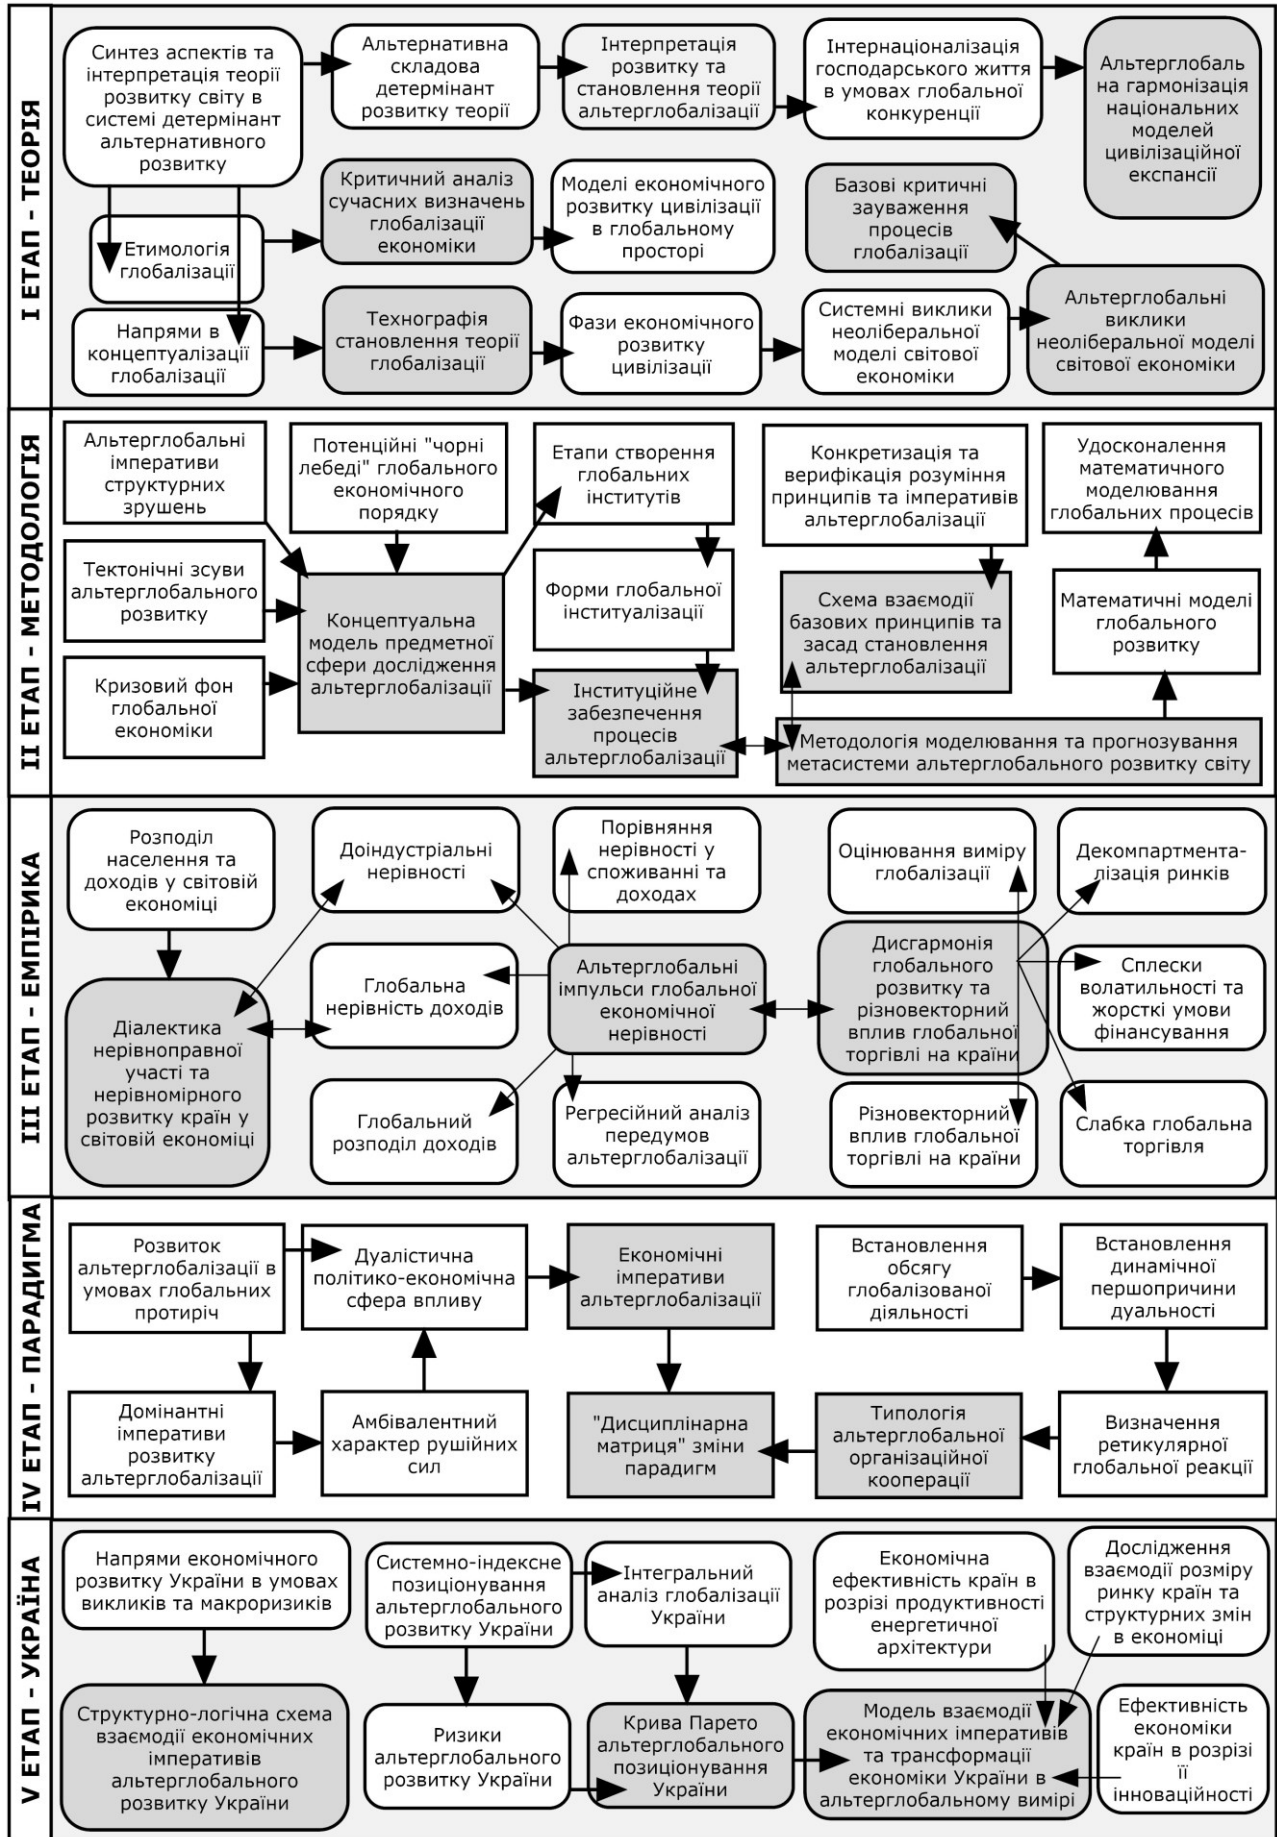 I ЕТАП - ТЕОРІЯ
Синтез аспектів та
інтерпретація теорії
розвитку світу в
системі детермінант
альтернативного
розвитку
Альтернативна
складова
детермінант
розвитку теорії
Інтерпретація
розвитку та
становлення теорії
альтерглобалізації
Інтернаціоналізація
господарського життя
в умовах глобальної
конкуренції
Альтерглобаль
на гармонізація
національних
моделей
цивілізаційної
експансії
Етимологія
глобалізації
Критичний аналіз
сучасних визначень
глобалізації
економіки
Моделі економічного
розвитку цивілізації
в глобальному
просторі
Базові критичні
зауваження
процесів
глобалізації
Напрями в
концептуалізації
глобалізації
Технографія
становлення теорії
глобалізації
Фази економічного
розвитку
цивілізації
Системні виклики
неоліберальної
моделі світової
економіки
Альтерглобальні
виклики
неоліберальної моделі
світової економіки
II ЕТАП - МЕТОДОЛОГІЯ
Альтерглобальні
імперативи
структурних
зрушень
Потенційні "чорні
лебеді" глобального
економічного
порядку
Етапи створення
глобальних
інститутів
Конкретизація та
верифікація розуміння
принципів та імперативів
альтерглобалізації
Удосконалення
математичного
моделювання
глобальних процесів
Тектонічні зсуви
альтерглобального
розвитку
Концептуальна
модель предметної
сфери дослідження
альтерглобалізації
Форми глобальної
інституалізації
Схема взаємодії
базових принципів та
засад становлення
альтерглобалізації
Математичні моделі
глобального
розвитку
Кризовий фон
глобальної
економіки
Інституційне
забезпечення
процесів
альтерглобалізації
Методологія моделювання та прогнозування
метасистеми альтерглобального розвитку світу
III ЕТАП - ЕМПІРИКА
Розподіл
населення та
доходів у світовій
економіці
Доіндустріальні
нерівності
Порівняння
нерівності у
споживанні та
доходах
Оцінювання виміру
глобалізації
Декомпартмента-
лізація ринків
Діалектика
нерівноправної
участі та
нерівномірного
розвитку країн у
світовій економіці
Глобальна
нерівність доходів
Альтерглобальні
імпульси глобальної
економічної
нерівності
Дисгармонія
глобального
розвитку та
різновекторний
вплив глобальної
торгівлі на країни
Сплески
волатильності та
жорсткі умови
фінансування
Глобальний
розподіл доходів
Регресійний аналіз
передумов
альтерглобалізації
Різновекторний
вплив глобальної
торгівлі на країни
Слабка глобальна
торгівля
IV ЕТАП - ПАРАДИГМА
Розвиток
альтерглобалізації в
умовах глобальних
протиріч
Дуалістична
політико-економічна
сфера впливу
Економічні
імперативи
альтерглобалізації
Встановлення
обсягу
глобалізованої
діяльності
Встановлення
динамічної
першопричини
дуальності
Домінантні
імперативи
розвитку
альтерглобалізації
Амбівалентний
характер рушійних
сил
"Дисциплінарна
матриця" зміни
парадигм
Типологія
альтерглобальної
організаційної
кооперації
Визначення
ретикулярної
глобальної реакції
V ЕТАП - УКРАЇНА
Напрями економічного
розвитку України в умовах
викликів та макроризиків
Системно-індексне
позиціонування
альтерглобального
розвитку України
Інтегральний
аналіз глобалізації
України
Економічна
ефективність країн в
розрізі продуктивності
енергетичної
архітектури
Дослідження
взаємодії розміру
ринку країн та
структурних змін
в економіці
Структурно-логічна схема
взаємодії економічних
імперативів
альтерглобального
розвитку України
Ризики
альтерглобального
розвитку України
Крива Парето
альтерглобального
позиціонування
України
Модель взаємодії
економічних імперативів
та трансформації
економіки України в
альтерглобальному вимірі
Ефективність
економіки
країн в розрізі
її
інноваційності